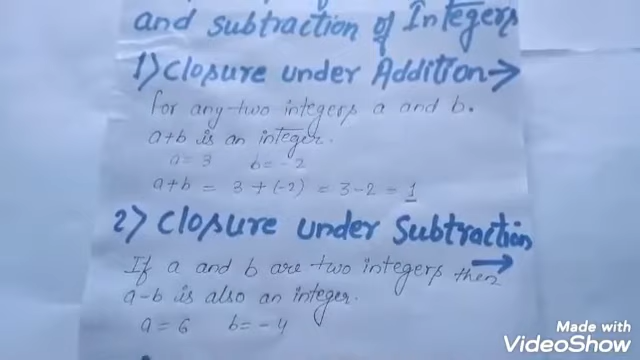 and subtraction of Integers
1) Closure under Addition→
For any two integers a and b.
a+b is an integer.
a = 3 b = -2
a+b = 3+(-2) = 3-2 = 1
2) Closure under Subtraction
If a and b are two integers then
a-b is also an integer.
a = 6 b = -4
Made with
VideoShow